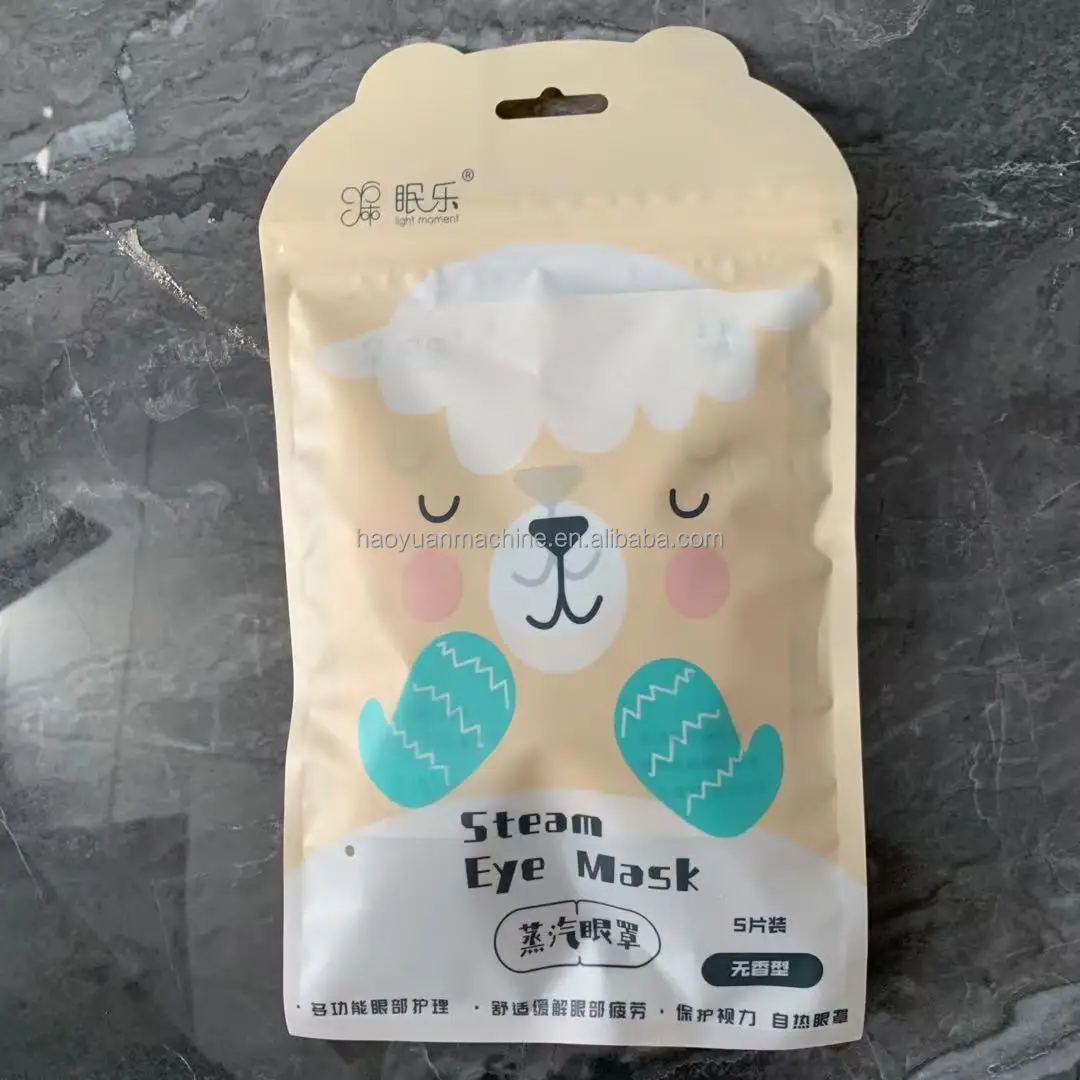 眠乐®
light moment
haoyuanmachine.en.alibaba.com
Steam
Eye Mask
蒸汽眼罩
5片装
无香型
·多功能眼部护理 ·舒适缓解眼部疲劳 ·保护视力 自热眼罩